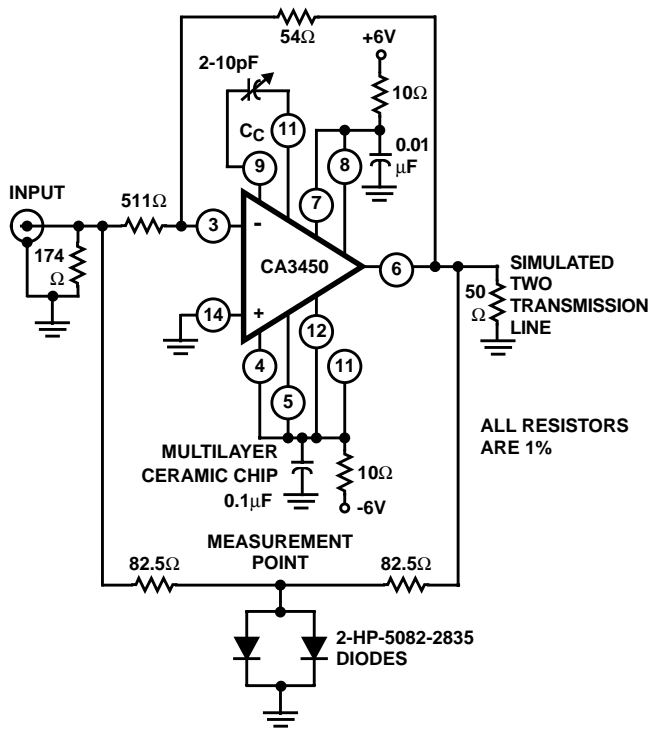 54Ω
+6V
2-10pF
10Ω
CC
11
0.01
µF
9
8
7
INPUT
511Ω
3
-
174
Ω
CA3450
6
SIMULATED
TWO
TRANSMISSION
LINE
50
Ω
14
+
12
4
11
5
ALL RESISTORS
ARE 1%
MULTILAYER
CERAMIC CHIP
0.1µF
10Ω
-6V
MEASUREMENT
POINT
82.5Ω
82.5Ω
2-HP-5082-2835
DIODES